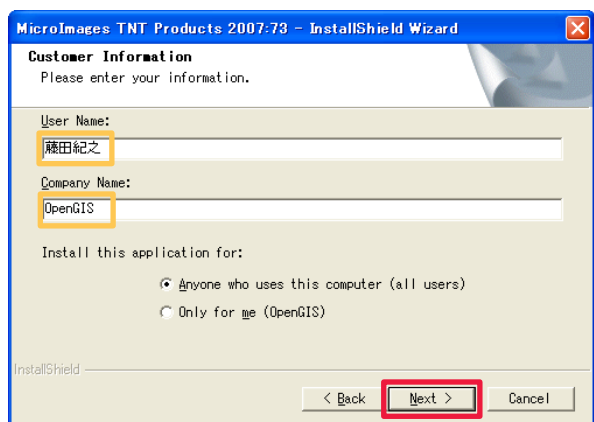 MicroImages TNT Products 2007:73 - InstallShield Wizard
Customer Information
Please enter your information.
User Name:
藤田紀之
Company Name:
OpenGIS
Install this application for:
Anyone who uses this computer (all users)
Only for me (OpenGIS)
InstallShield
< Back Next > Cancel